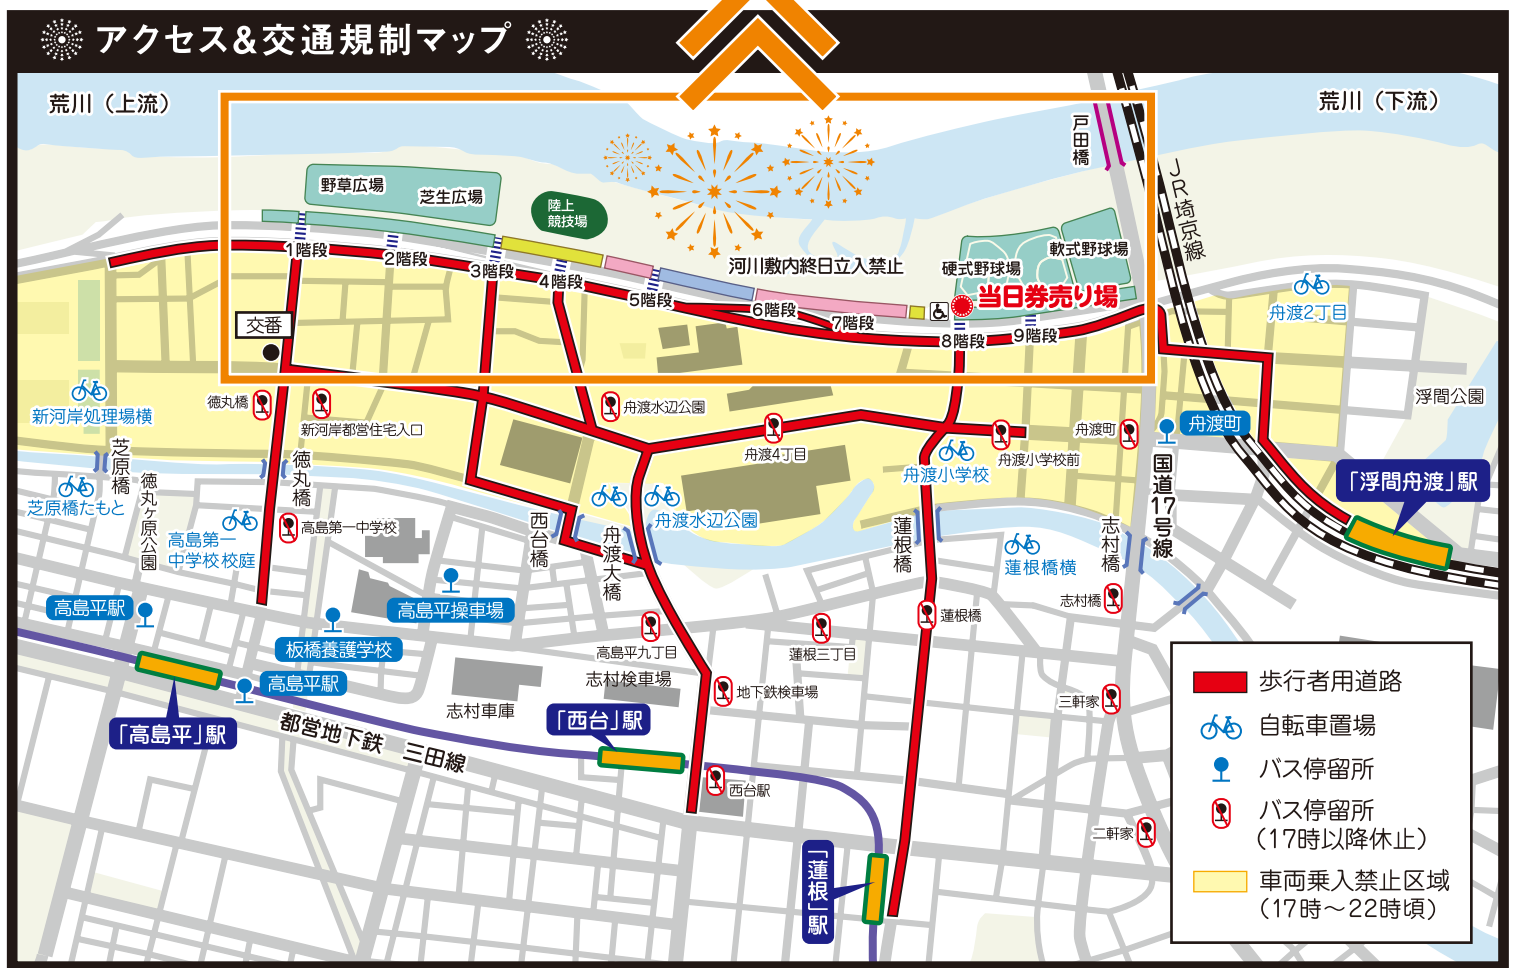 アクセス&交通規制マップ
荒川（上流）
荒川（下流）
戸田橋
JR埼京線
野草広場
芝生広場
陸上
競技場
河川敷内終日立入禁止
硬式野球場
軟式野球場
当日券売り場
1階段
2階段
3階段
4階段
5階段
6階段
7階段
8階段
9階段
交番
舟渡2丁目
浮間公園
新河岸処理場横
徳丸橋
新河岸都営住宅入口
舟渡水辺公園
舟渡4丁目
舟渡小学校
舟渡小学校前
舟渡町
舟渡町
国道17号線
「浮間舟渡」駅
芝原橋
芝原橋たもと
徳丸ヶ原公園
徳丸橋
高島第一
中学校校庭
高島第一中学校
西台橋
舟渡大橋
舟渡水辺公園
蓮根橋
蓮根橋横
志村橋
志村橋
高島平駅
高島平操車場
板橋養護学校
高島平駅
「高島平」駅
都営地下鉄 三田線
高島平九丁目
志村検車場
志村車庫
「西台」駅
地下鉄検車場
西台駅
蓮根三丁目
蓮根橋
三軒家
二軒家
「蓮根」駅
歩行者用道路
自転車置場
バス停留所
バス停留所
（17時以降休止）
車両乗入禁止区域
（17時〜22時頃）